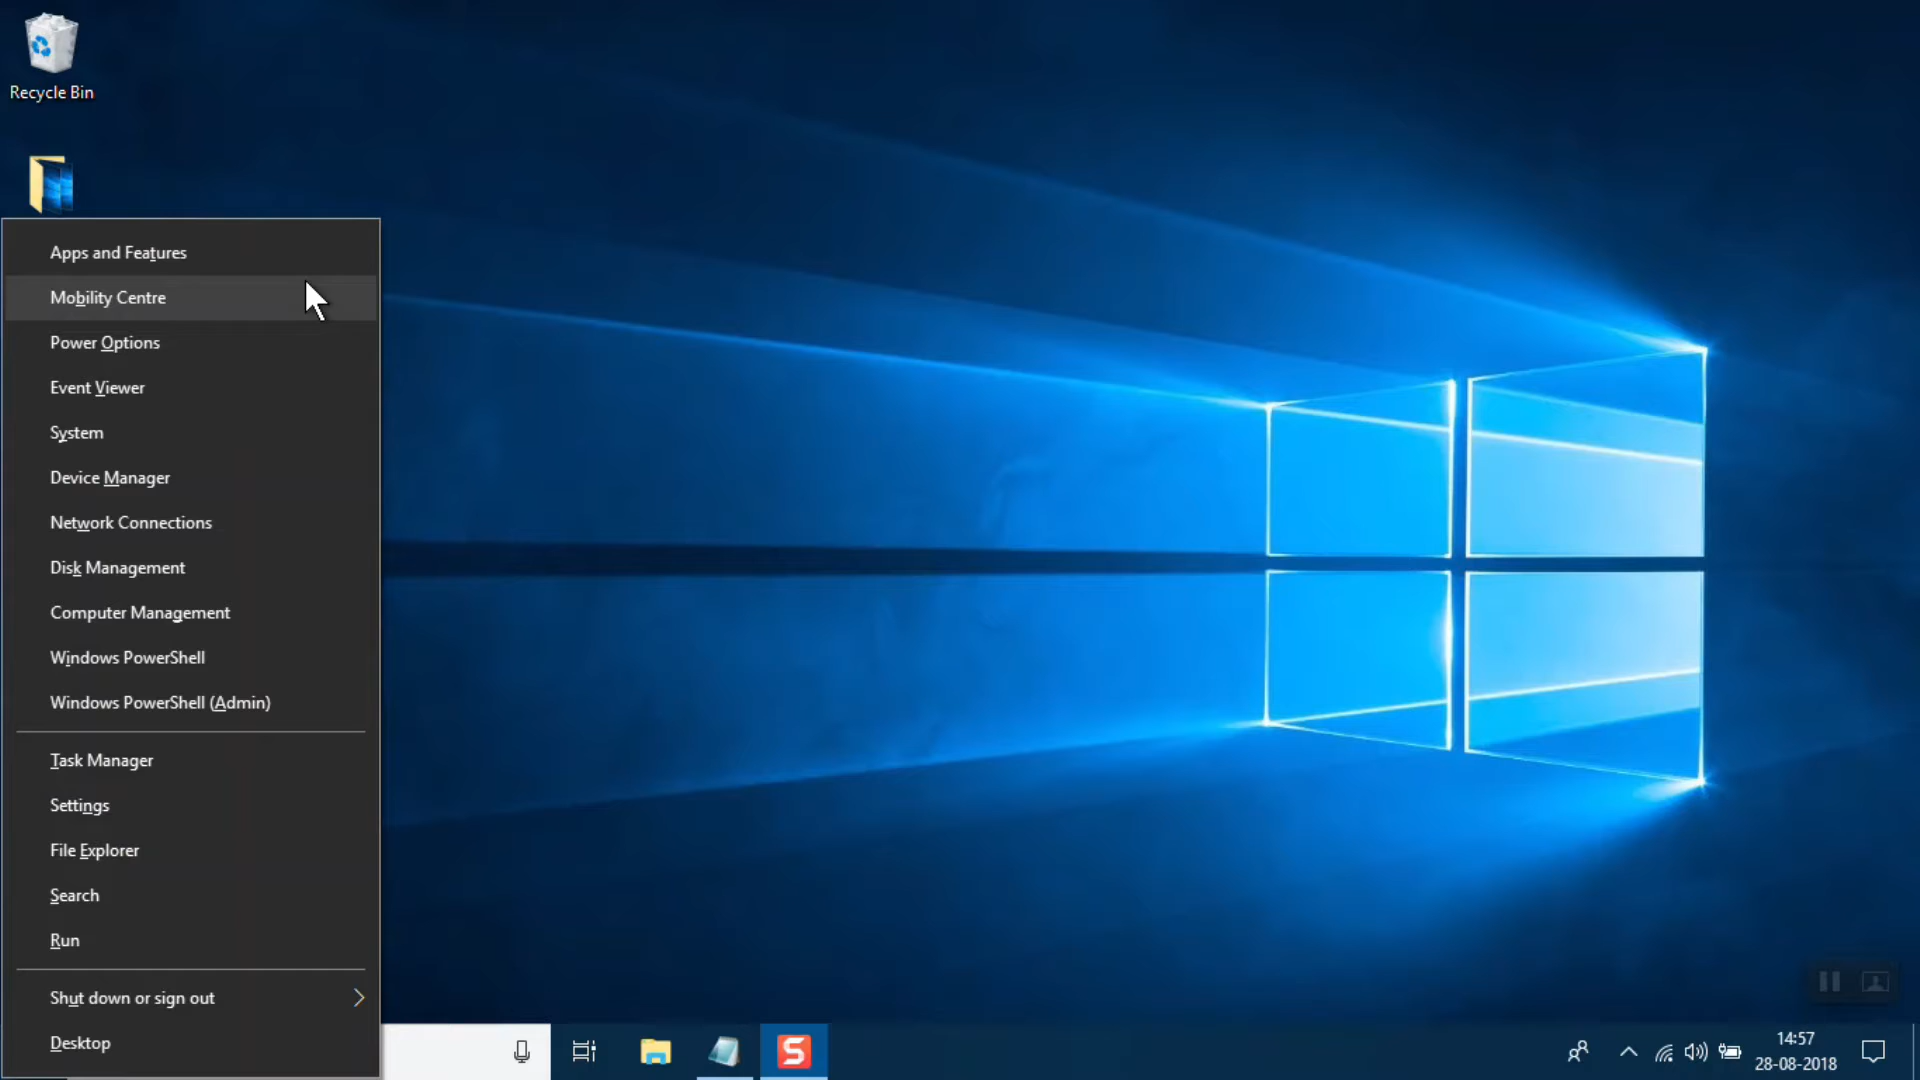 Recycle Bin
Apps and Features
Mobility Centre
Power Options
Event Viewer
System
Device Manager
Network Connections
Disk Management
Computer Management
Windows PowerShell
Windows PowerShell (Admin)
Task Manager
Settings
File Explorer
Search
Run
Shut down or sign out
Desktop
S
14:57
28-08-2018